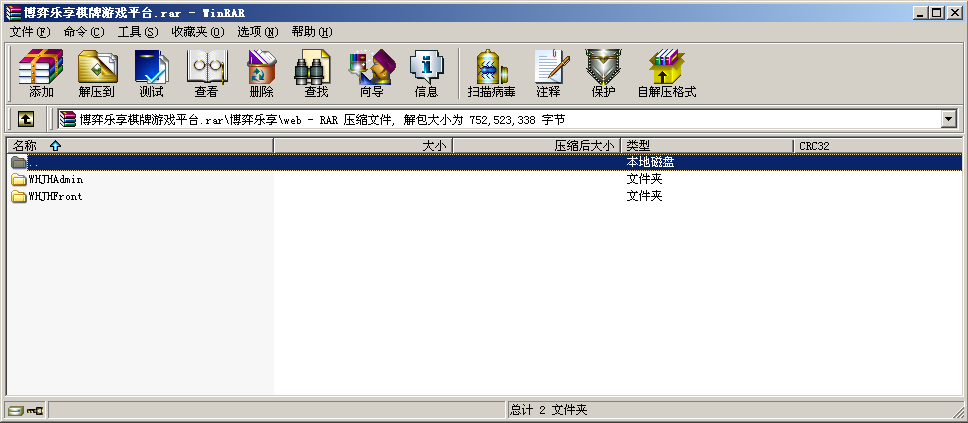 博弈乐享棋牌游戏平台.rar - WinRAR
文件(F) 命令(C) 工具(S) 收藏夹(O) 选项(N) 帮助(H)
添加 解压到 测试 查看 删除 查找 向导 信息 扫描病毒 注释 保护 自解压格式
博弈乐享棋牌游戏平台.rar\博弈乐享\web - RAR 压缩文件, 解包大小为 752,523,338 字节
名称 大小 压缩后大小 类型 CRC32
.. 本地磁盘
WHJHAdmin 文件夹
WHJHFront 文件夹
总计 2 文件夹